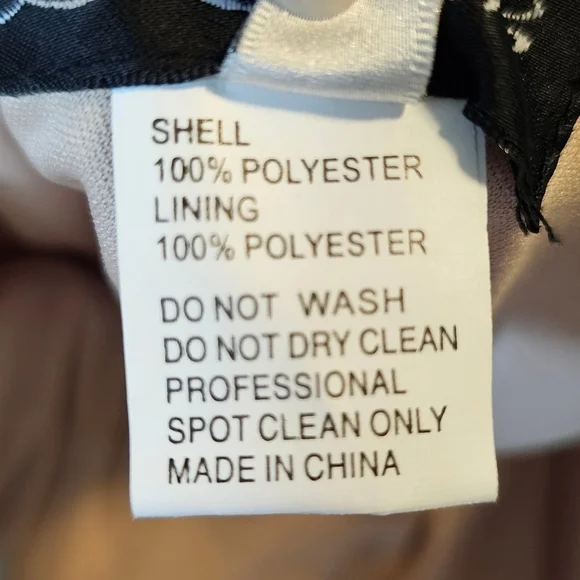 SHELL
100% POLYESTER
LINING
100% POLYESTER
DO NOT WASH
DO NOT DRY CLEAN
PROFESSIONAL
SPOT CLEAN ONLY
MADE IN CHINA